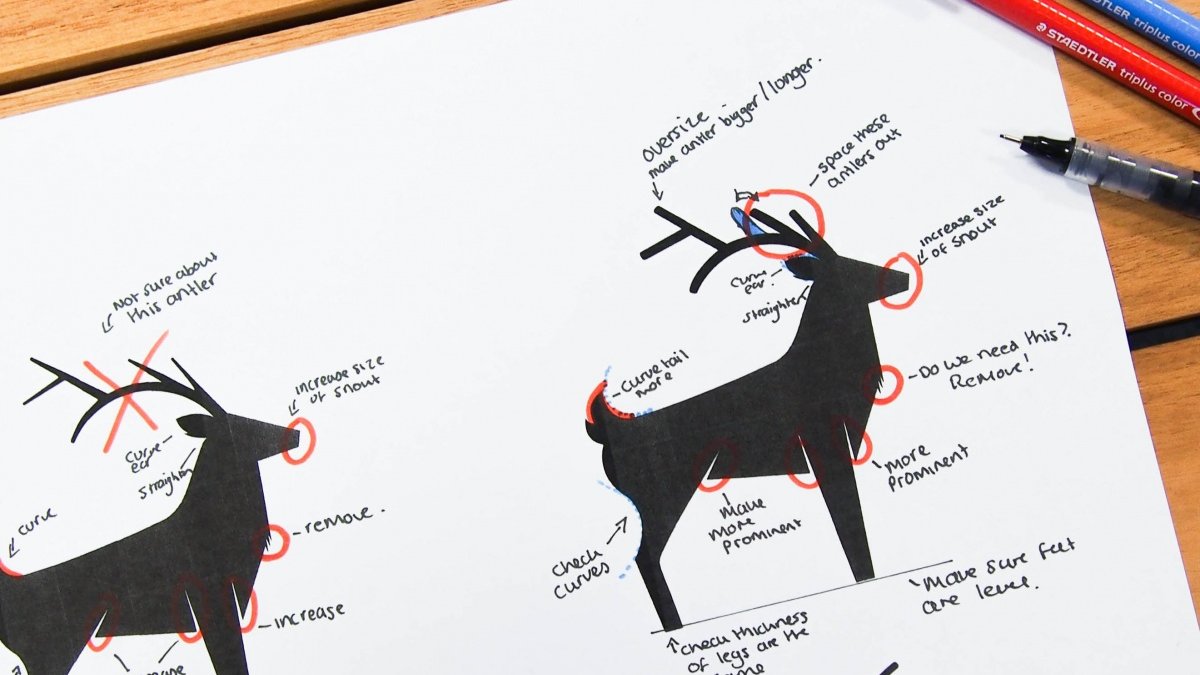 STAEDTLER triplus color
STAEDTLER triplus color
OVERSIZE
make antler bigger/longer.
space these
antlers out
increase size
of snout
curve
ear.
straighten
Do we need this?
Remove!
curve tail
more
more
prominent
make
more
prominent
check
curves
Make sure feet
are level.
check thickness
of legs are the
Not sure about
this antler
increase size
of snout
curve
ear
straighten
curve
remove.
increase